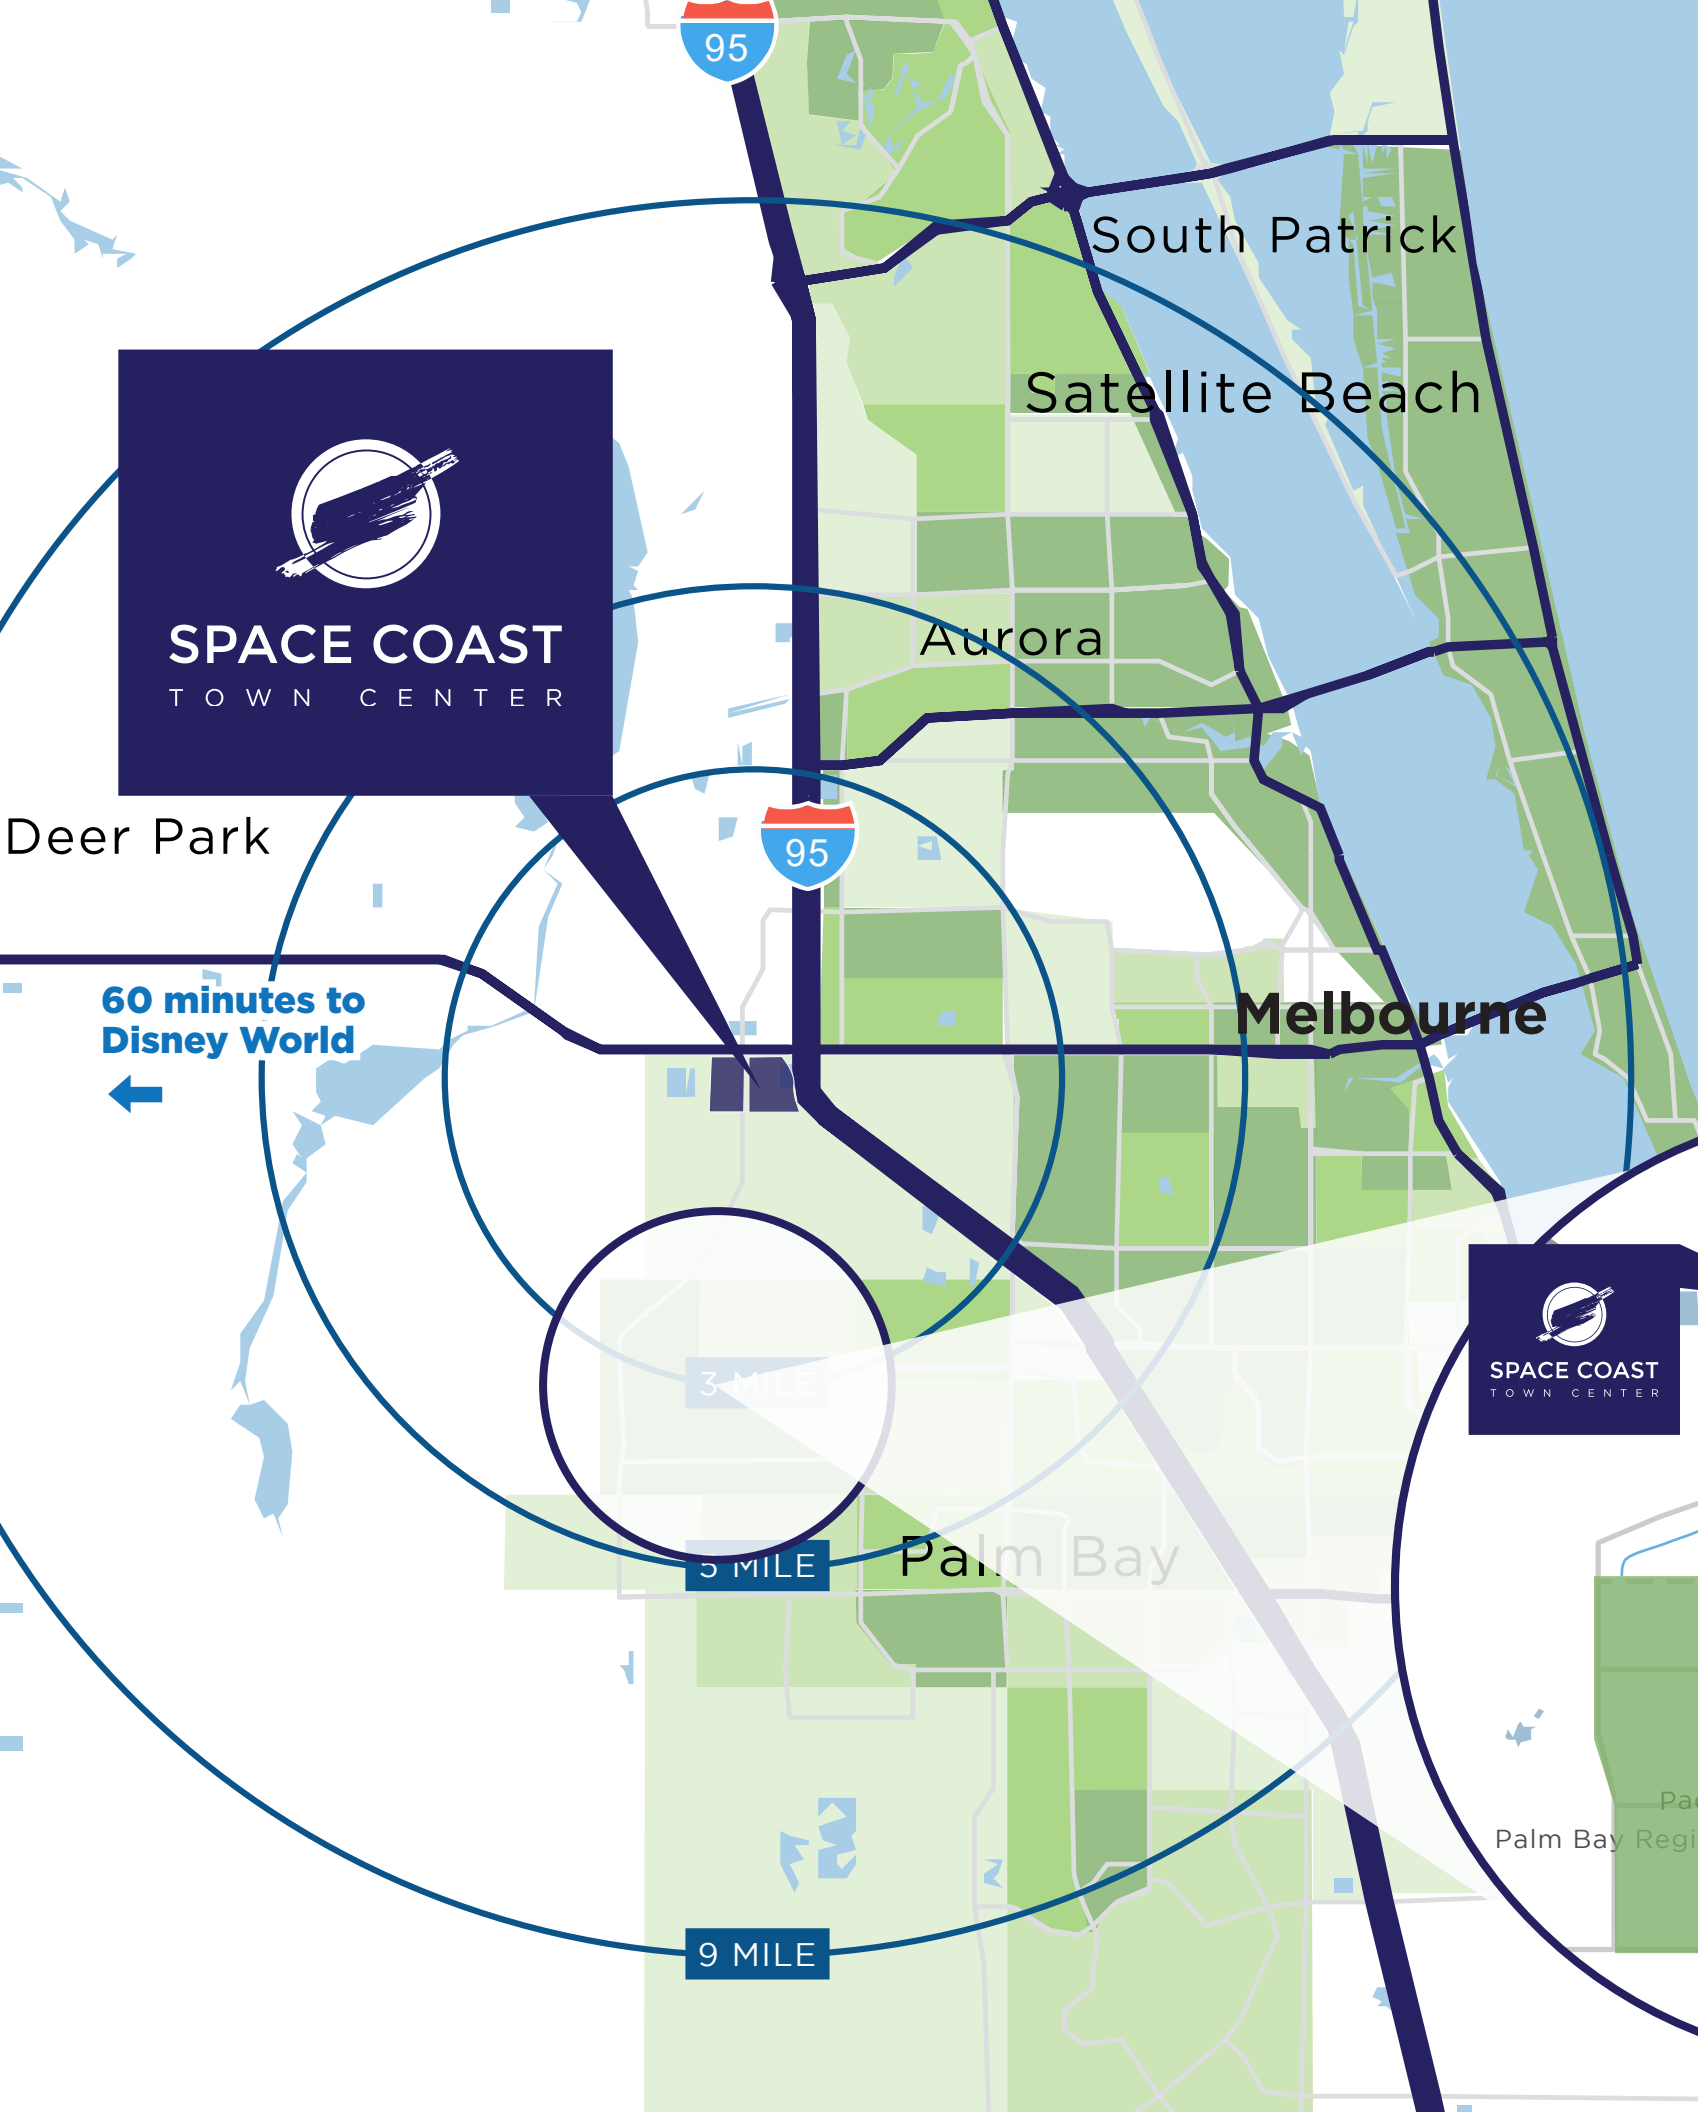 95
South Patrick
Satellite Beach
SPACE COAST
TOWN CENTER
Aurora
Deer Park
95
60 minutes to
Disney World
Melbourne
3 MILE
SPACE COAST
TOWN CENTER
5 MILE
Palm Bay
Palm Bay
9 MILE